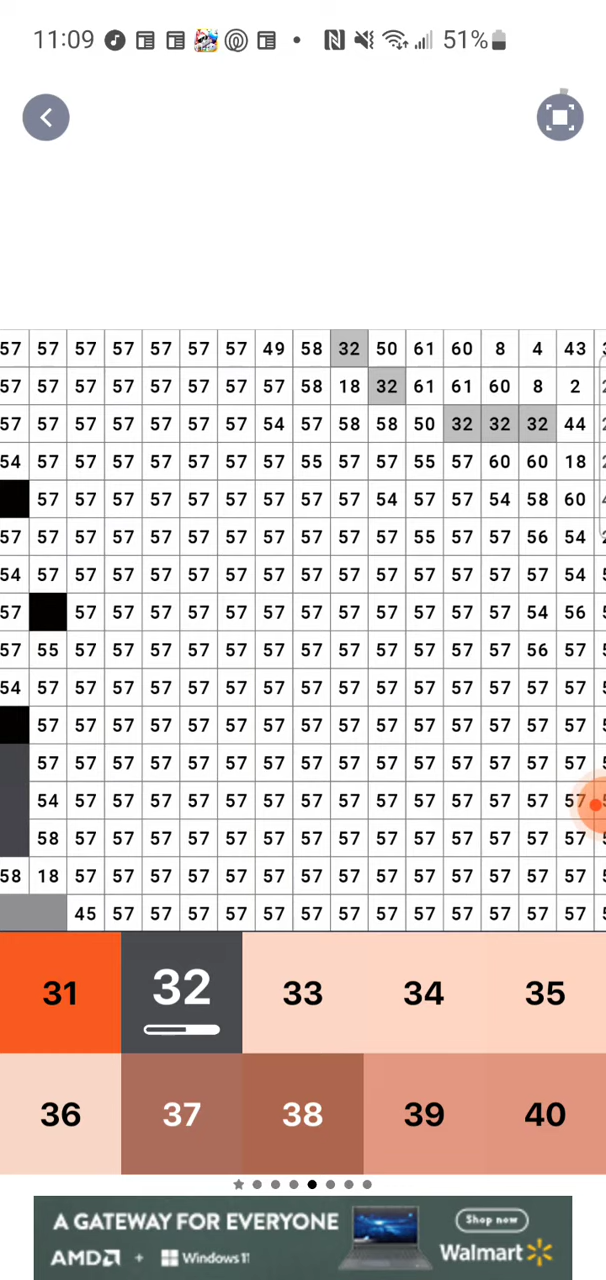 11:09 51%
57 57 57 57 57 57 57 49 58 32 50 61 60 8 4 43
57 57 57 57 57 57 57 57 58 18 32 61 61 60 8 2
57 57 57 57 57 57 57 54 57 58 58 50 32 32 32 44
54 57 57 57 57 57 57 57 55 57 57 55 57 60 60 18
57 57 57 57 57 57 57 57 57 54 57 57 54 58 60
57 57 57 57 57 57 57 57 57 57 57 55 57 57 56 54
54 57 57 57 57 57 57 57 57 57 57 57 57 57 57 54
57 57 57 57 57 57 57 57 57 57 57 57 57 54 56
57 55 57 57 57 57 57 57 57 57 57 57 57 57 56 57
54 57 57 57 57 57 57 57 57 57 57 57 57 57 57 57
57 57 57 57 57 57 57 57 57 57 57 57 57 57 57
57 57 57 57 57 57 57 57 57 57 57 57 57 57 57
54 57 57 57 57 57 57 57 57 57 57 57 57 57 57
58 57 57 57 57 57 57 57 57 57 57 57 57 57 57
58 18 57 57 57 57 57 57 57 57 57 57 57 57 57 57
45 57 57 57 57 57 57 57 57 57 57 57 57 57
31 32 33 34 35
36 37 38 39 40
A GATEWAY FOR EVERYONE
Shop now
AMD + Windows 11
Walmart